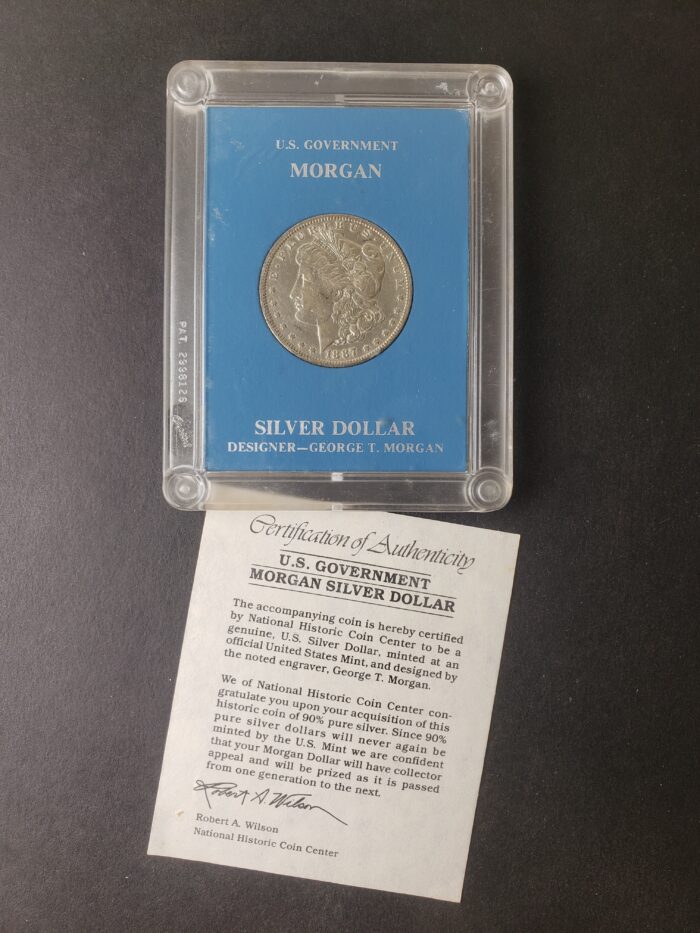 U.S. GOVERNMENT
MORGAN
E PLURIBUS UNUM
1887
SILVER DOLLAR
DESIGNER—GEORGE T. MORGAN
PAT. 2936126
Certification of Authenticity
U.S. GOVERNMENT
MORGAN SILVER DOLLAR
The accompanying coin is hereby certified
by National Historic Coin Center to be a
genuine, U.S. Silver Dollar, minted at an
official United States Mint, and designed by
the noted engraver, George T. Morgan.
We of National Historic Coin Center con-
gratulate you upon your acquisition of this
historic coin of 90% pure silver. Since 90%
pure silver dollars will never again be
minted by the U.S. Mint we are confident
that your Morgan Dollar will have collector
appeal and will be prized as it is passed
from one generation to the next.
Robert A. Wilson
Robert A. Wilson
National Historic Coin Center